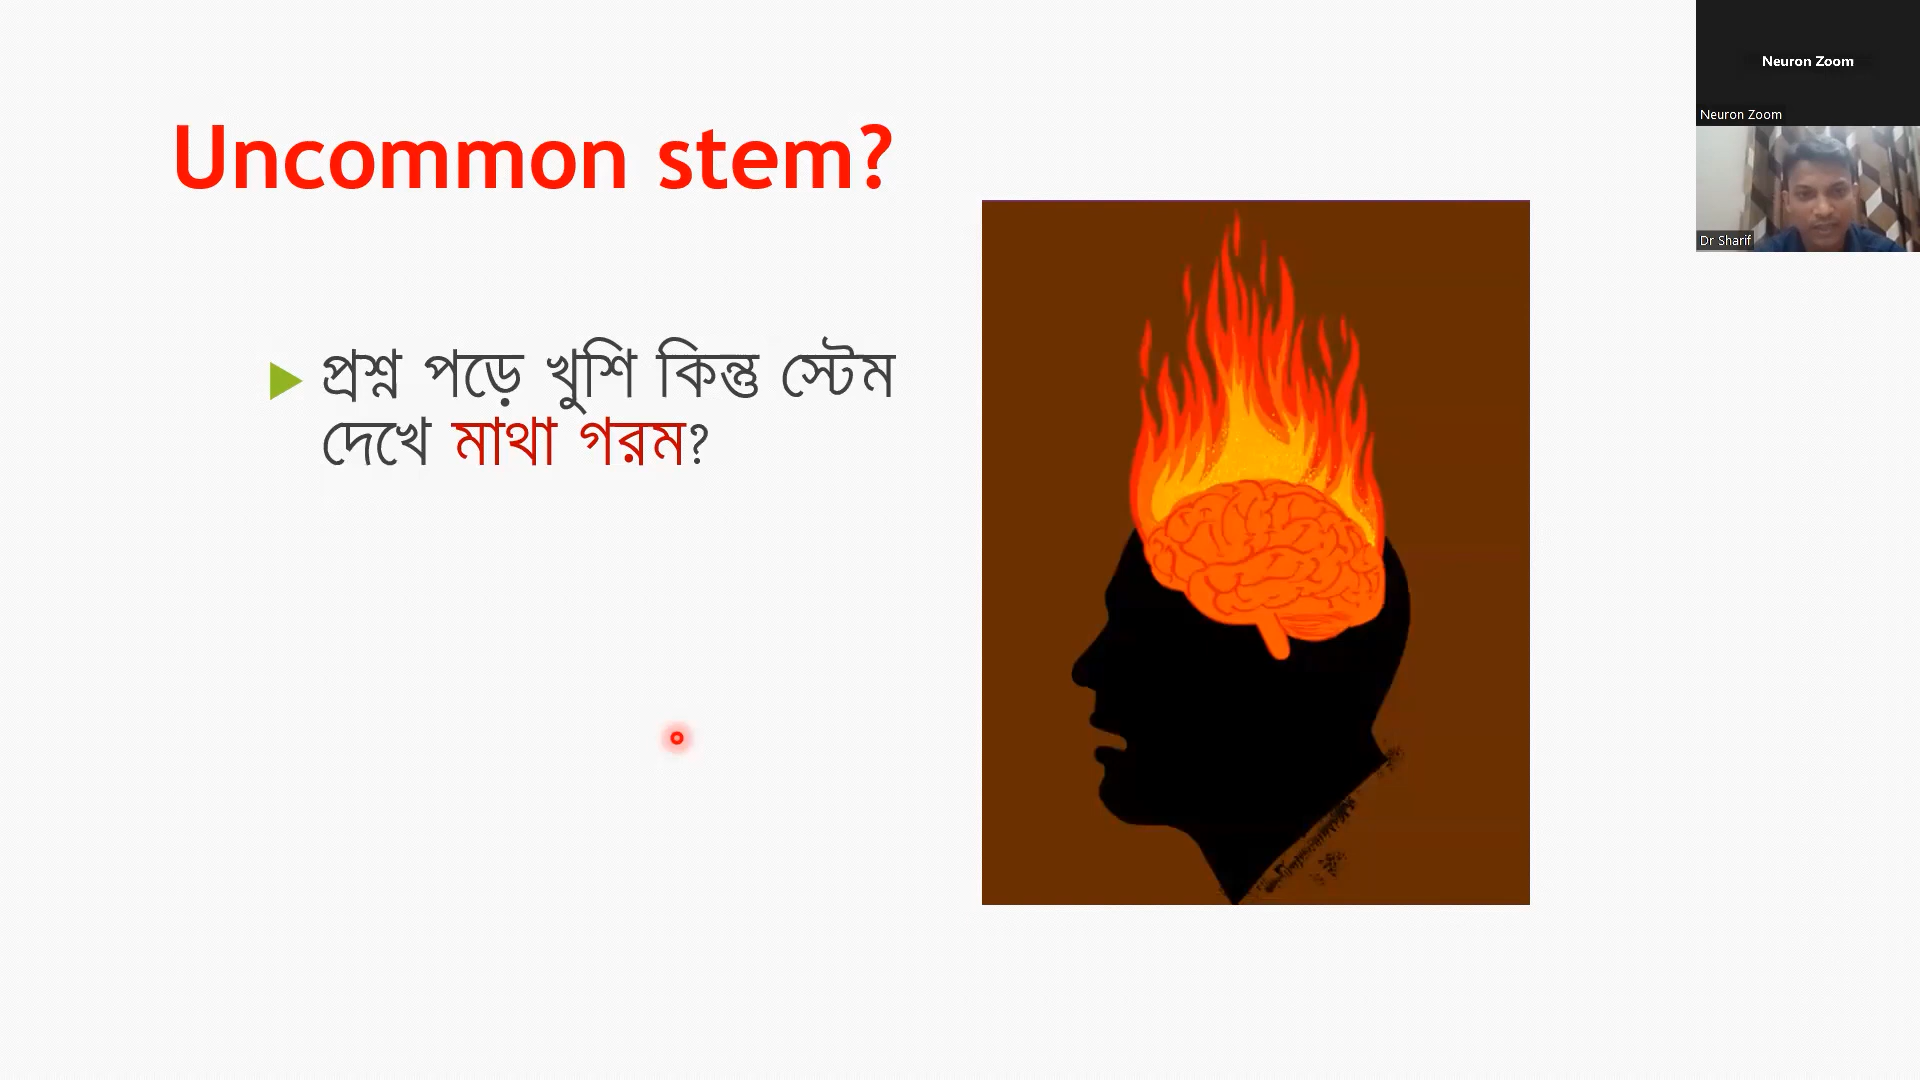 Uncommon stem?
প্রশ্ন পড়ে খুশি কিন্তু স্টেম
দেখে মাথা গরম?
Neuron Zoom
Neuron Zoom
Dr Sharif